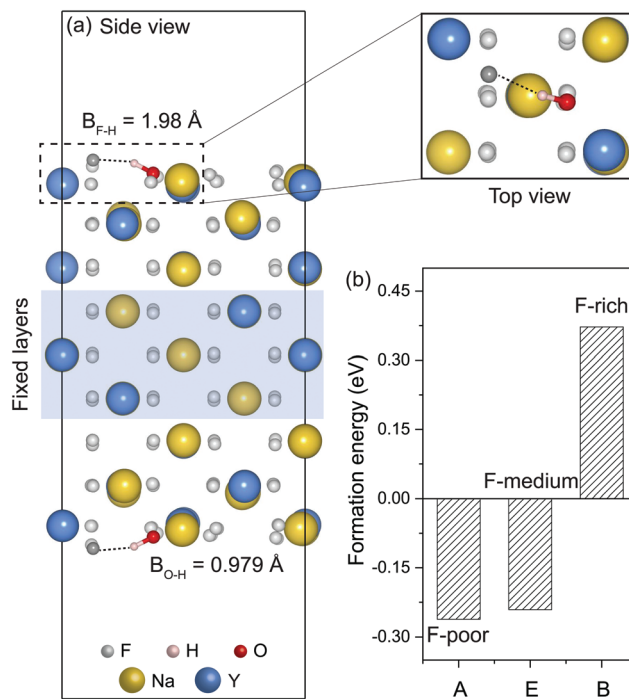 (a) Side view
B_F-H = 1.98 Å
Top view
Fixed layers
B_O-H = 0.979 Å
F H O
Na Y
(b)
Formation energy (eV)
0.45
0.30
0.15
0.00
-0.15
-0.30
F-rich
F-medium
F-poor
A E B